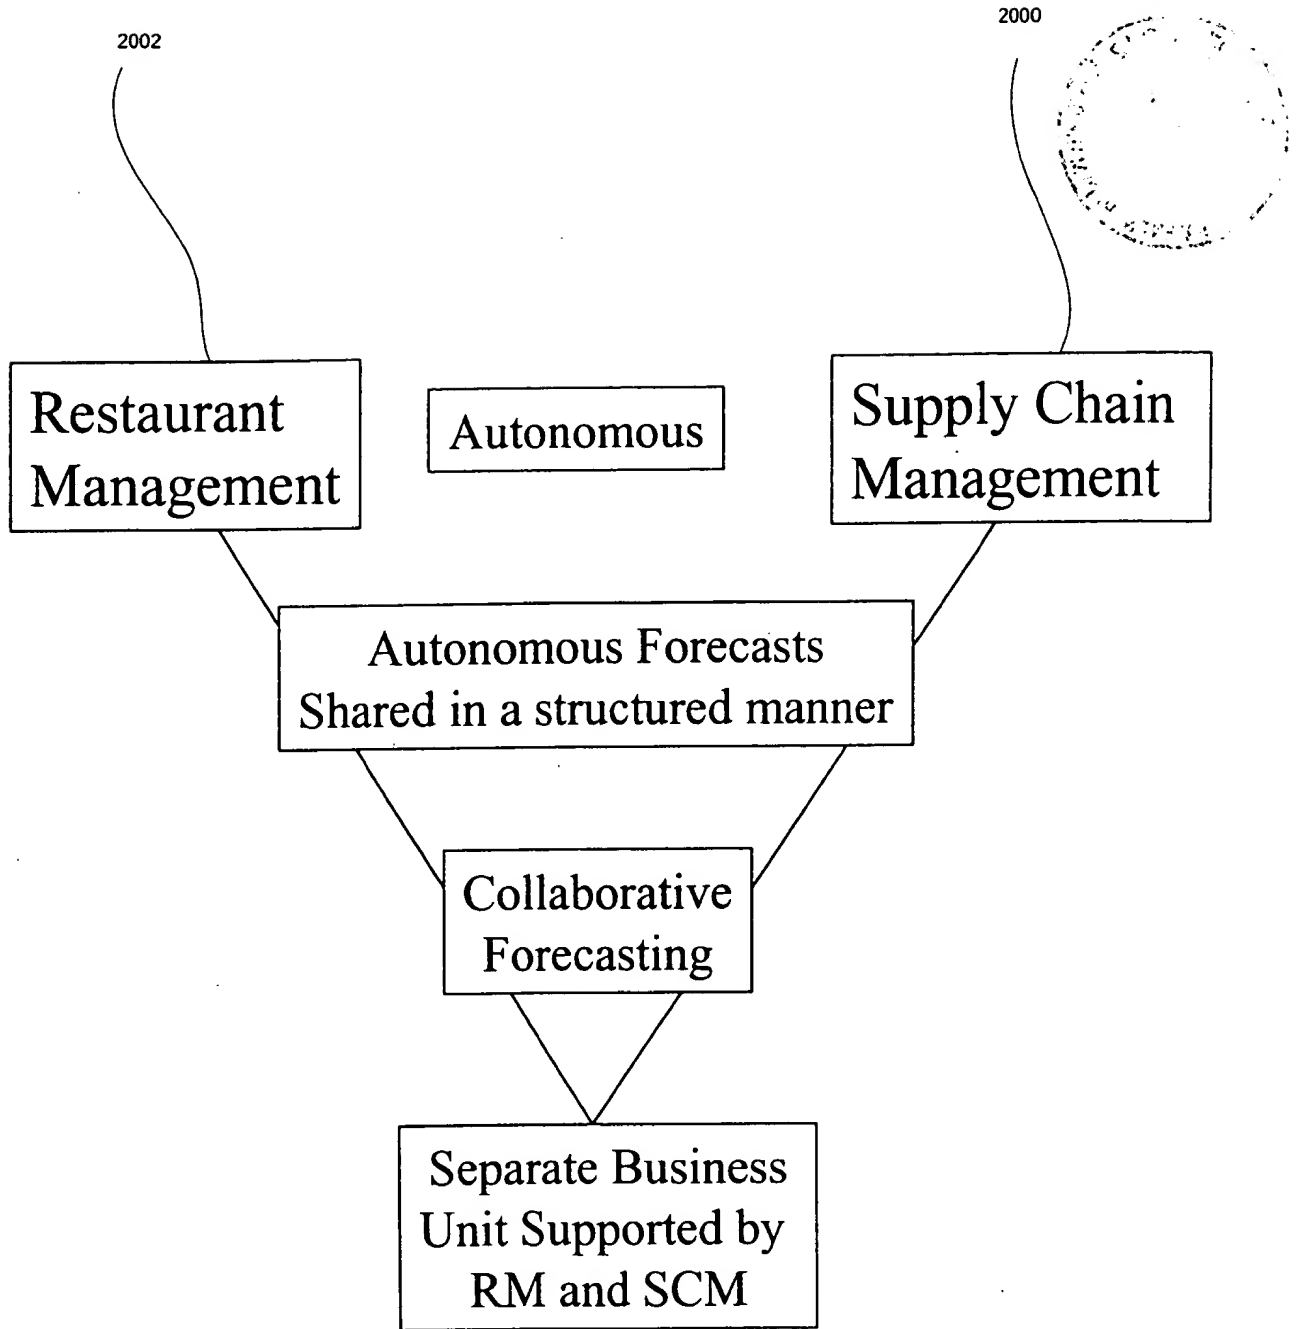 2002
2000
Restaurant
Management
Autonomous
Supply Chain
Management
Autonomous Forecasts
Shared in a structured manner
Collaborative
Forecasting
Separate Business
Unit Supported by
RM and SCM